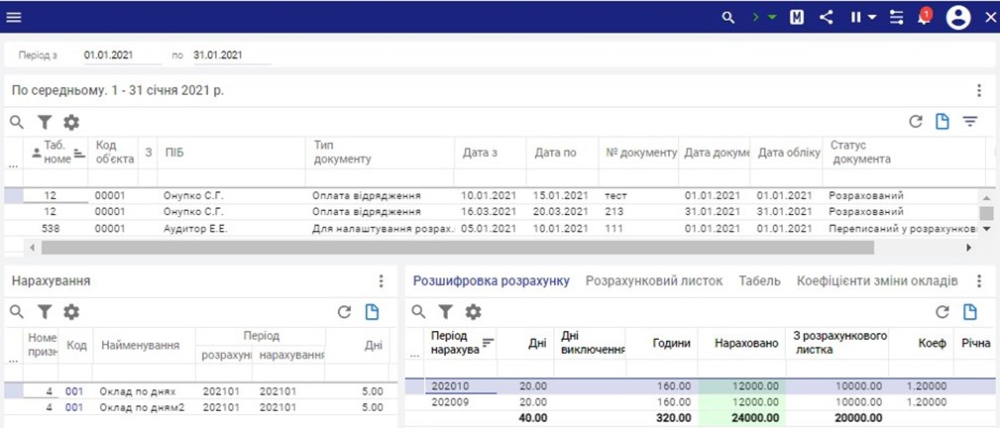 M 1
Період з 01.01.2021 по 31.01.2021
По середньому. 1 - 31 січня 2021 р.
... Таб. номе Код об'єкта З ПІБ Тип документу Дата з Дата по № документу Дата докуме Дата обліку Статус документа
12 00001 Онупко С.Г. Оплата відрядження 10.01.2021 15.01.2021 тест 01.01.2021 01.01.2021 Розрахований
12 00001 Онупко С.Г. Оплата відрядження 16.03.2021 20.03.2021 213 31.01.2021 31.01.2021 Розрахований
538 00001 Аудитор Е.Е. Для налаштування розрах. 05.01.2021 10.01.2021 111 01.01.2021 01.01.2021 Переписаний у розрахунков
Нарахування
... Номе призн Код Найменування Період Дні
розрахун нарахування
4 001 Оклад по днях 202101 202101 5.00
4 001 Оклад по дням2 202101 202101 5.00
Розшифровка розрахунку Розрахунковий листок Табель Коефіцієнти зміни окладів
... Період нарахува Дні Дні виключення Години Нараховано З розрахункового листка Коеф Річна
202010 20.00 160.00 12000.00 10000.00 1.20000
202009 20.00 160.00 12000.00 10000.00 1.20000
40.00 320.00 24000.00 20000.00